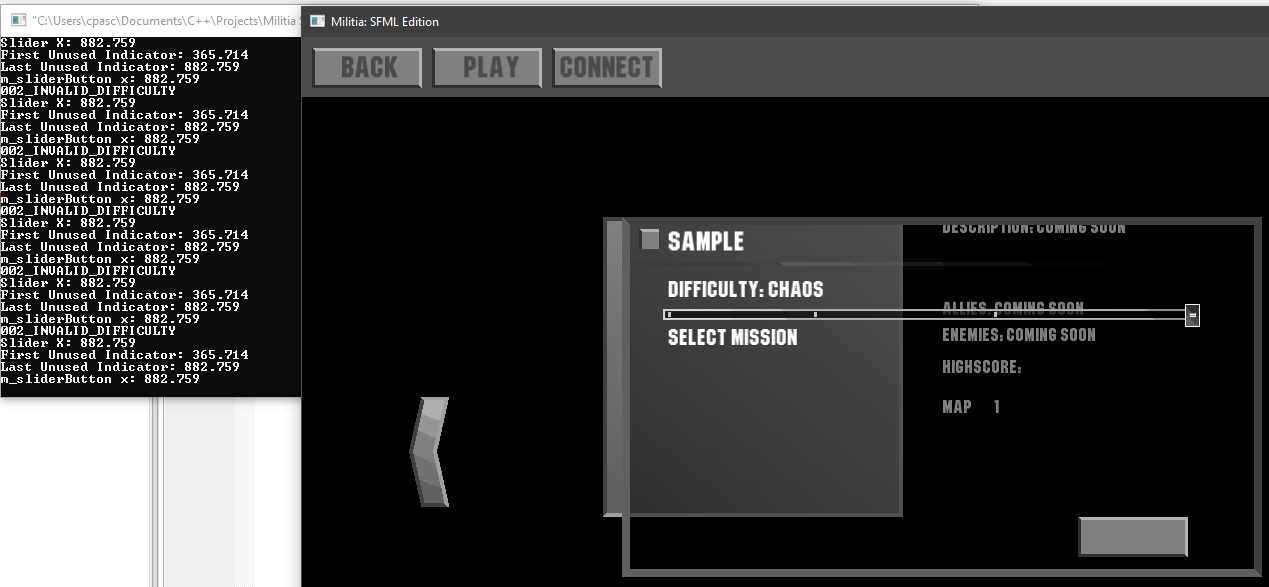 "C:\Users\cpasc\Documents\C++\Projects\Militia S
Slider X: 882.759
First Unused Indicator: 365.714
Last Unused Indicator: 882.759
m_sliderButton x: 882.759
002_INVALID_DIFFICULTY
Slider X: 882.759
First Unused Indicator: 365.714
Last Unused Indicator: 882.759
m_sliderButton x: 882.759
002_INVALID_DIFFICULTY
Slider X: 882.759
First Unused Indicator: 365.714
Last Unused Indicator: 882.759
m_sliderButton x: 882.759
002_INVALID_DIFFICULTY
Slider X: 882.759
First Unused Indicator: 365.714
Last Unused Indicator: 882.759
m_sliderButton x: 882.759
002_INVALID_DIFFICULTY
Slider X: 882.759
First Unused Indicator: 365.714
Last Unused Indicator: 882.759
m_sliderButton x: 882.759
002_INVALID_DIFFICULTY
Slider X: 882.759
First Unused Indicator: 365.714
Last Unused Indicator: 882.759
m_sliderButton x: 882.759
Militia: SFML Edition
BACK PLAY CONNECT
SAMPLE
DIFFICULTY: CHAOS
SELECT MISSION
DESCRIPTION: COMING SOON
ALLIES: COMING SOON
ENEMIES: COMING SOON
HIGHSCORE:
MAP 1